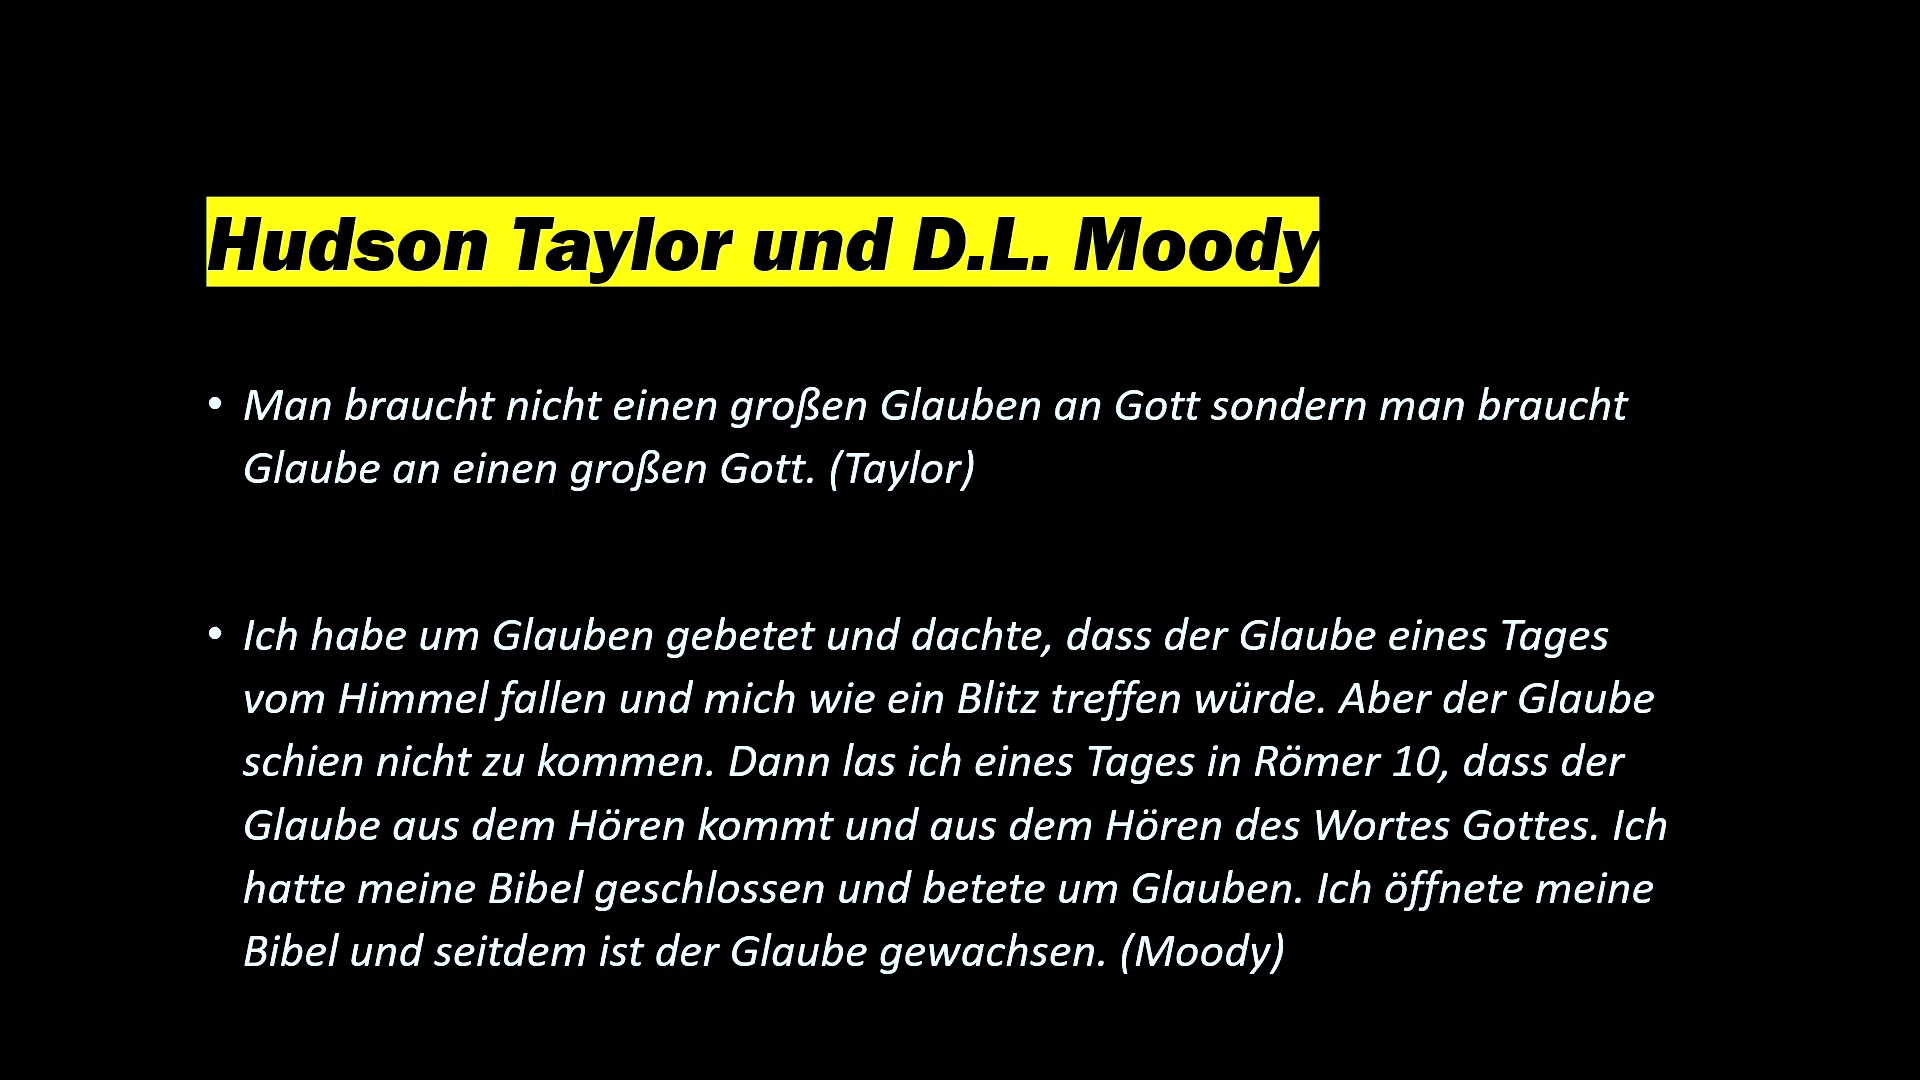 Hudson Taylor und D.L. Moody
• Man braucht nicht einen großen Glauben an Gott sondern man braucht
Glaube an einen großen Gott. (Taylor)
• Ich habe um Glauben gebetet und dachte, dass der Glaube eines Tages
vom Himmel fallen und mich wie ein Blitz treffen würde. Aber der Glaube
schien nicht zu kommen. Dann las ich eines Tages in Römer 10, dass der
Glaube aus dem Hören kommt und aus dem Hören des Wortes Gottes. Ich
hatte meine Bibel geschlossen und betete um Glauben. Ich öffnete meine
Bibel und seitdem ist der Glaube gewachsen. (Moody)